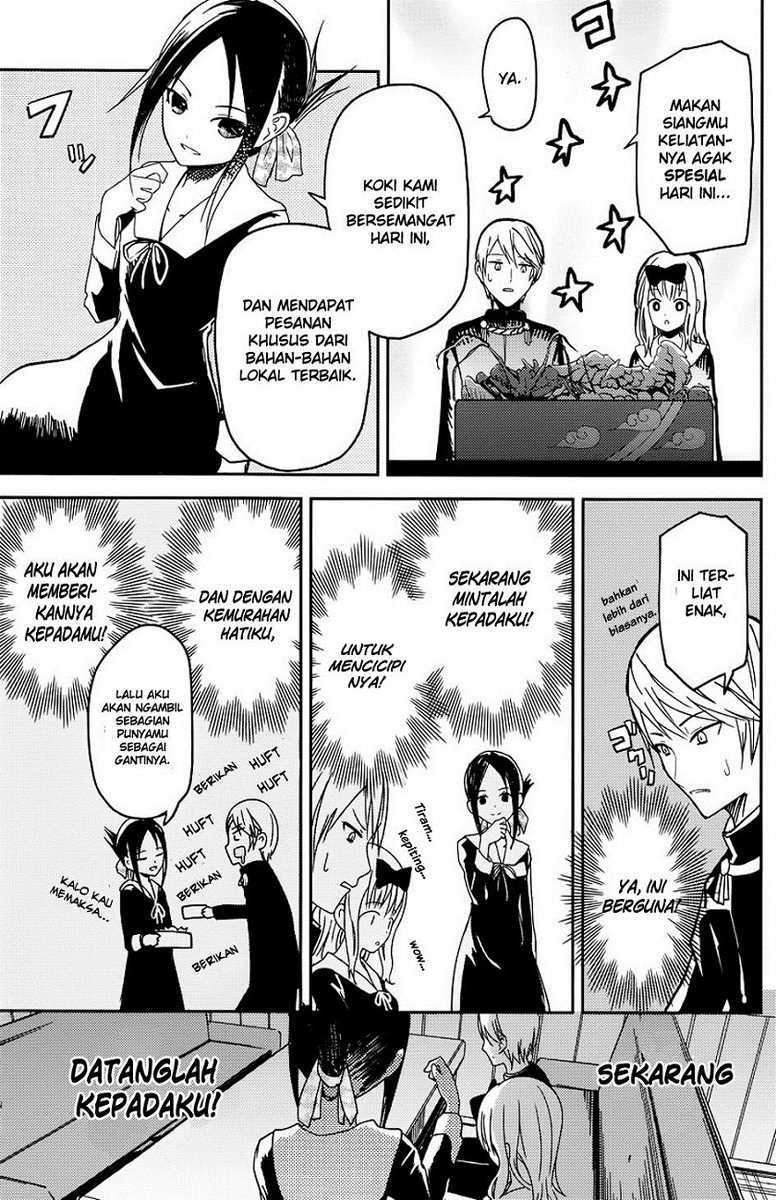 MAKAN
SIANGMU
KELIATAN-
NYA AGAK
SPESIAL
HARI INI...
YA.
KOKI KAMI
SEDIKIT
BERSEMANGAT
HARI INI,
DAN MENDAPAT
PESANAN
KHUSUS DARI
BAHAN-BAHAN
LOKAL TERBAIK.
INI TER-
LIAT
ENAK,
bahkan
lebih dari
biasanya.
ゴクッ
YA, INI
BERGUNA!
SEKARANG
MINTALAH
KEPADAKU!
UNTUK
MENCICIPI
NYA!
Tiram...
kepiting...
wow...
DAN DENGAN
KEMURAHAN
HATIKU,
AKU AKAN
MEMBERI-
KANNYA
KEPADAMU!
LALU AKU
AKAN NGAMBIL
SEBAGIAN
PUNYAMU
SEBAGAI
GANTINYA.
BERIKAN
HUFT
HUFT
HUFT
HUFT
BERIKAN
BERIKAN
KALO KAU
MEMAKSA...
SEKARANG
DATANGLAH
KEPADAKU!